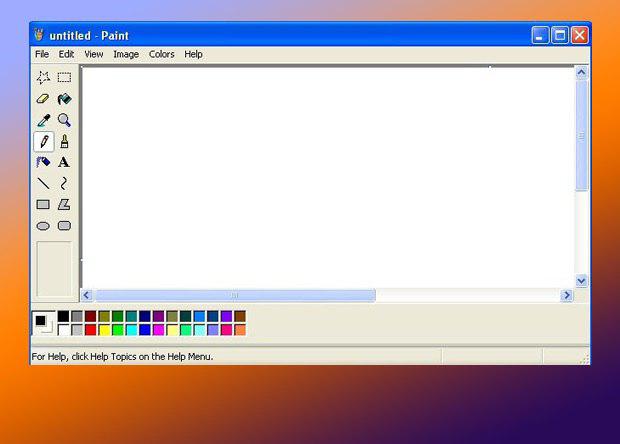 untitled - Paint
File Edit View Image Colors Help
A
For Help, click Help Topics on the Help Menu.